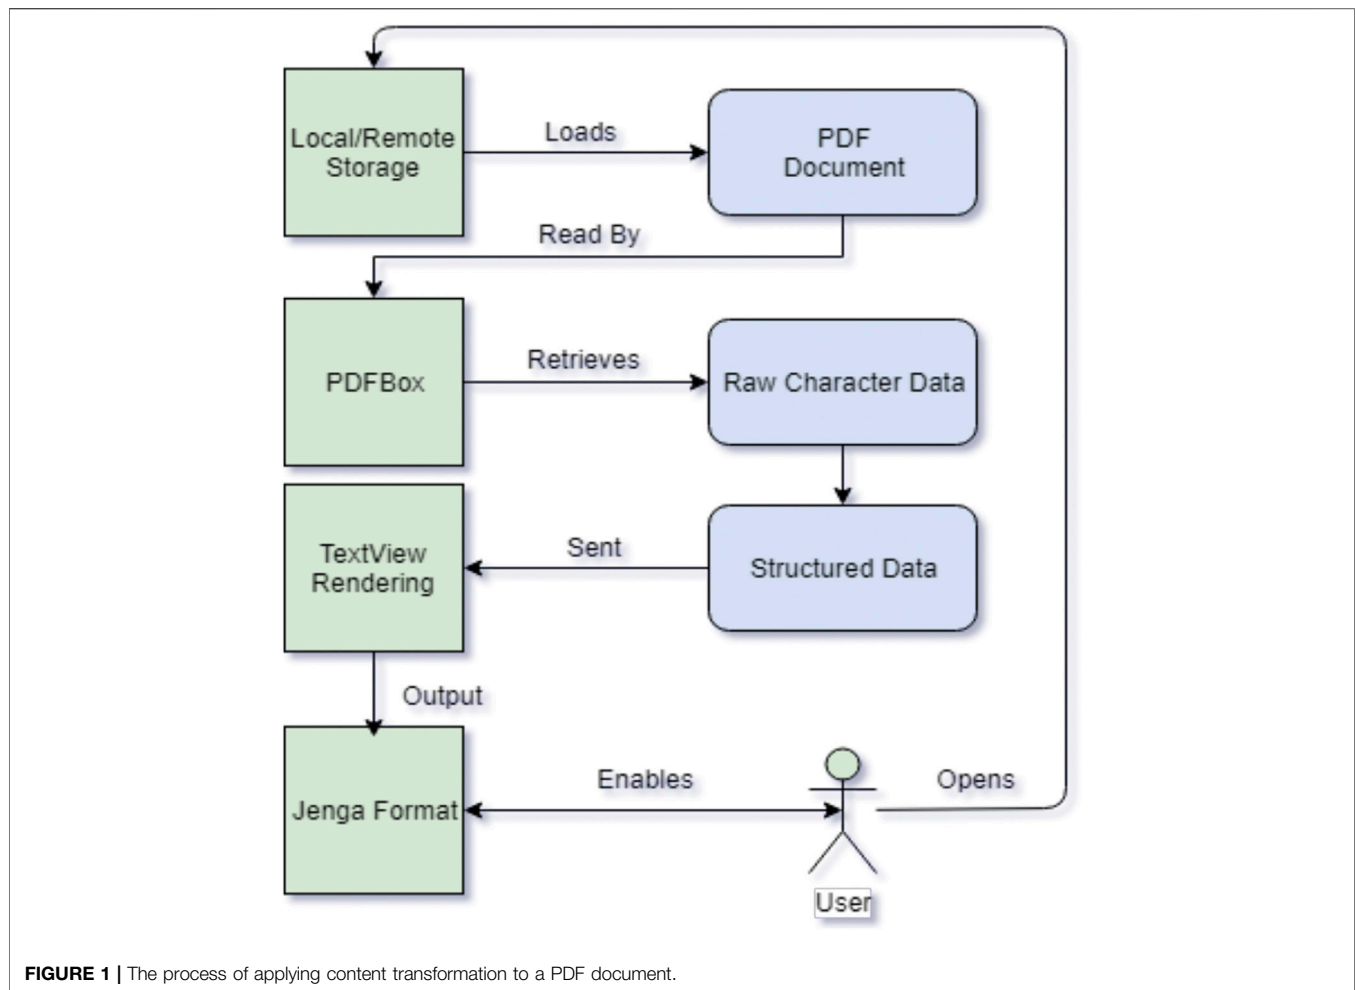 Local/Remote
Storage
Loads
PDF
Document
Read By
PDFBox
Retrieves
Raw Character Data
TextView
Rendering
Sent
Structured Data
Output
Jenga Format
Enables
Opens
User
FIGURE 1 | The process of applying content transformation to a PDF document.